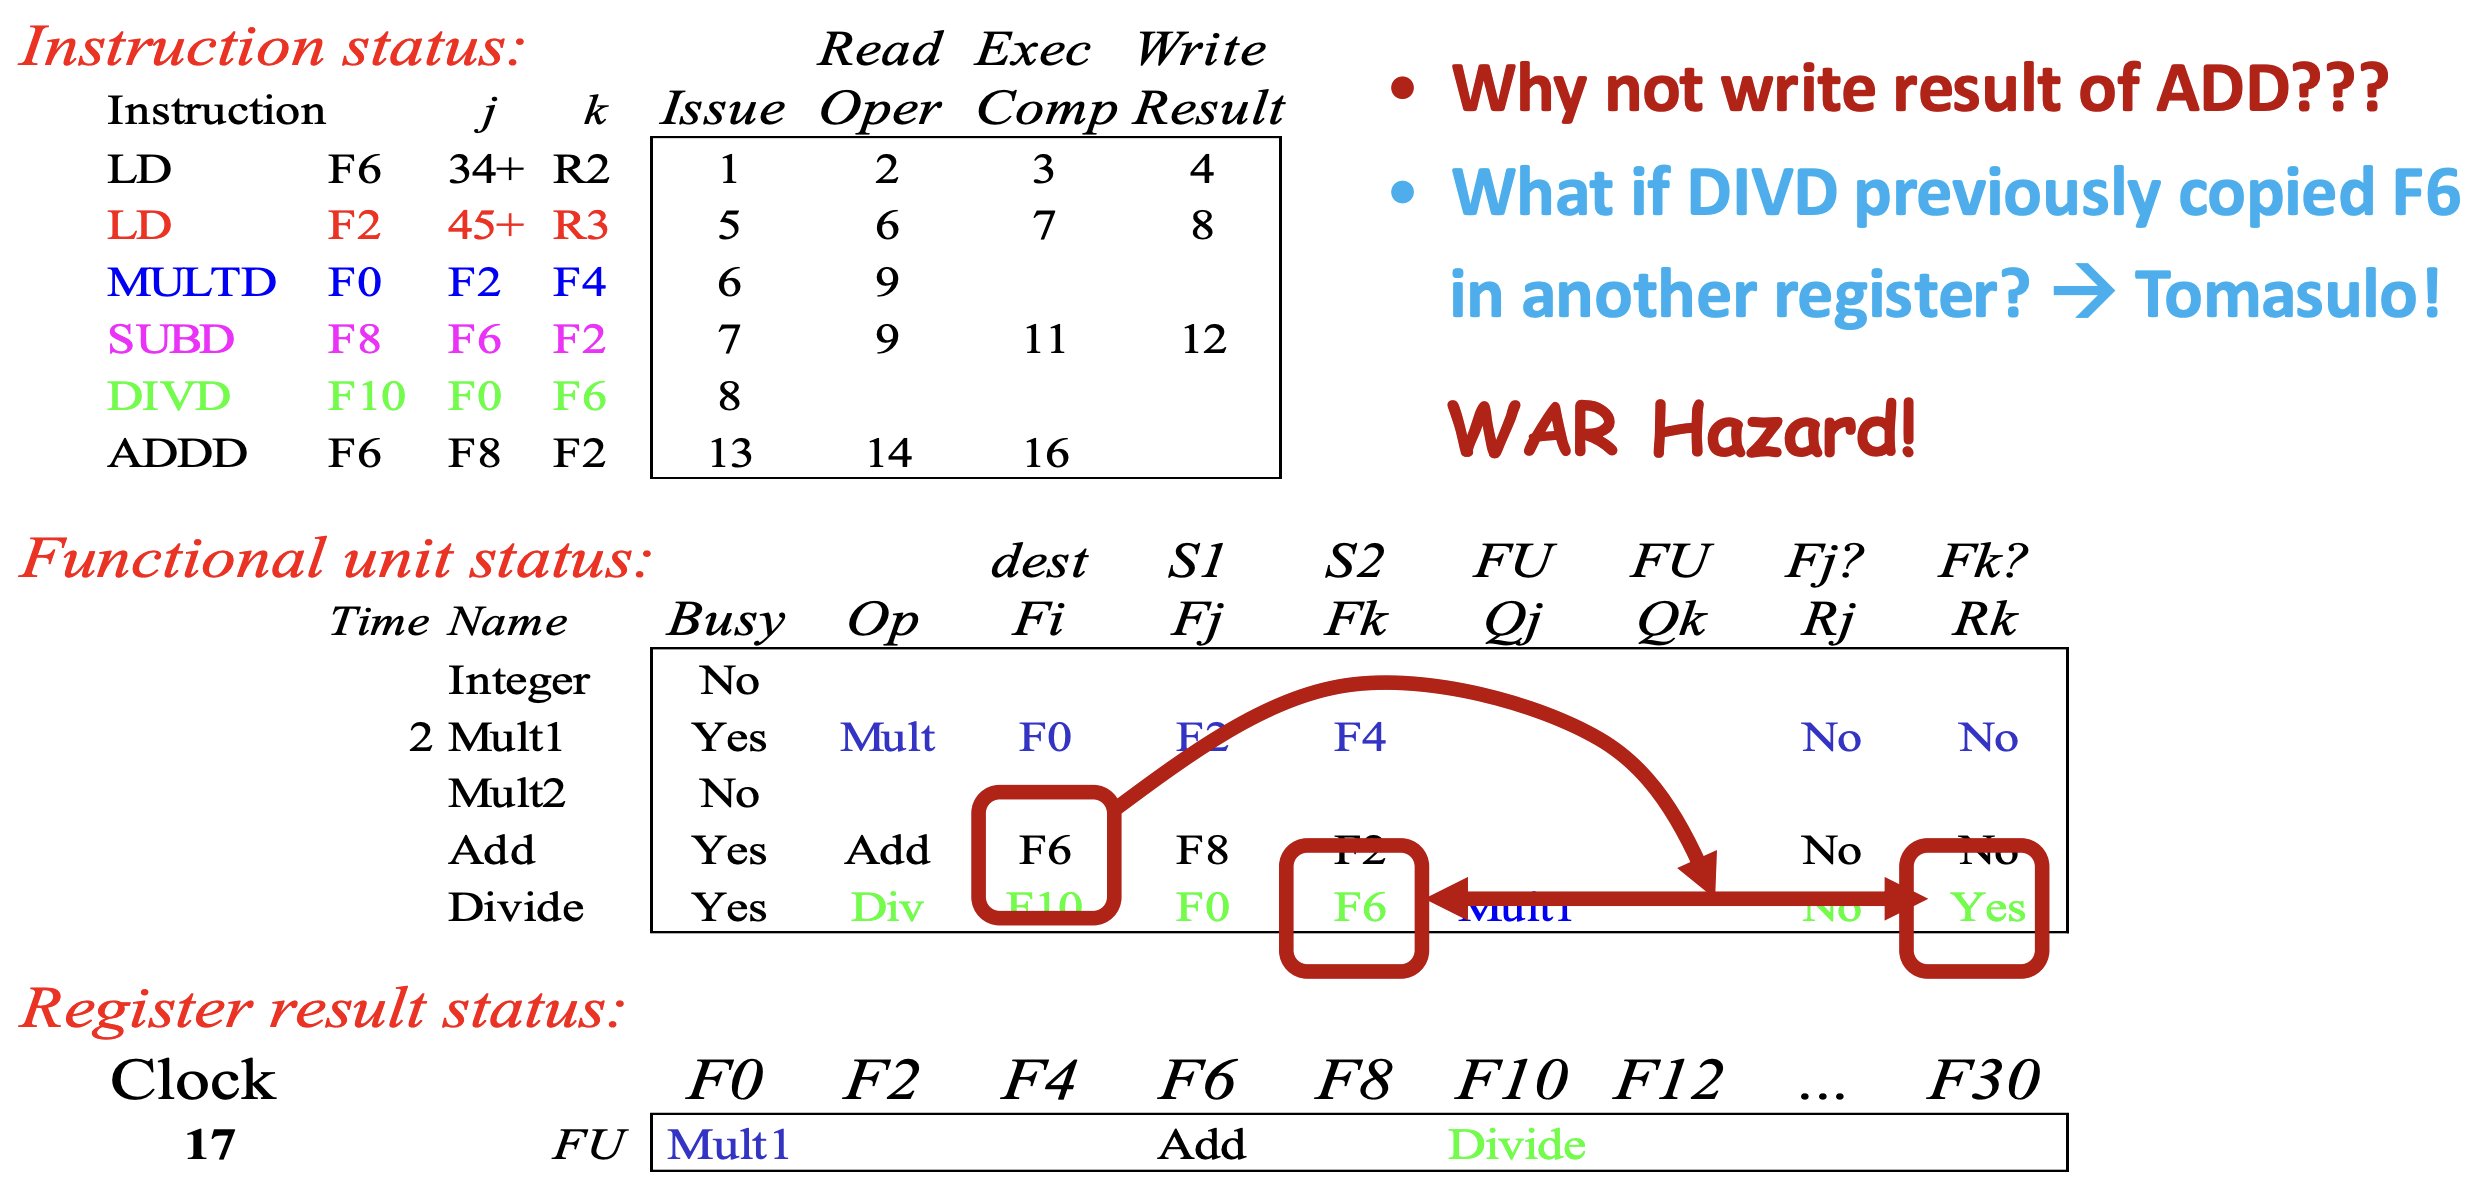 Instruction status: Read Exec Write
Instruction j k Issue Oper Comp Result
LD F6 34+ R2 1 2 3 4
LD F2 45+ R3 5 6 7 8
MULTD F0 F2 F4 6 9
SUBD F8 F6 F2 7 9 11 12
DIVD F10 F0 F6 8
ADDD F6 F8 F2 13 14 16
• Why not write result of ADD???
• What if DIVD previously copied F6
in another register? → Tomasulo!
WAR Hazard!
Functional unit status: dest S1 S2 FU FU Fj? Fk?
Time Name Busy Op Fi Fj Fk Qj Qk Rj Rk
Integer No
2 Mult1 Yes Mult F0 F2 F4 No No
Mult2 No
Add Yes Add F6 F8 F2 No No
Divide Yes Div F10 F0 F6 Mult1 No Yes
Register result status:
Clock F0 F2 F4 F6 F8 F10 F12 ... F30
17 FU Mult1 Add Divide